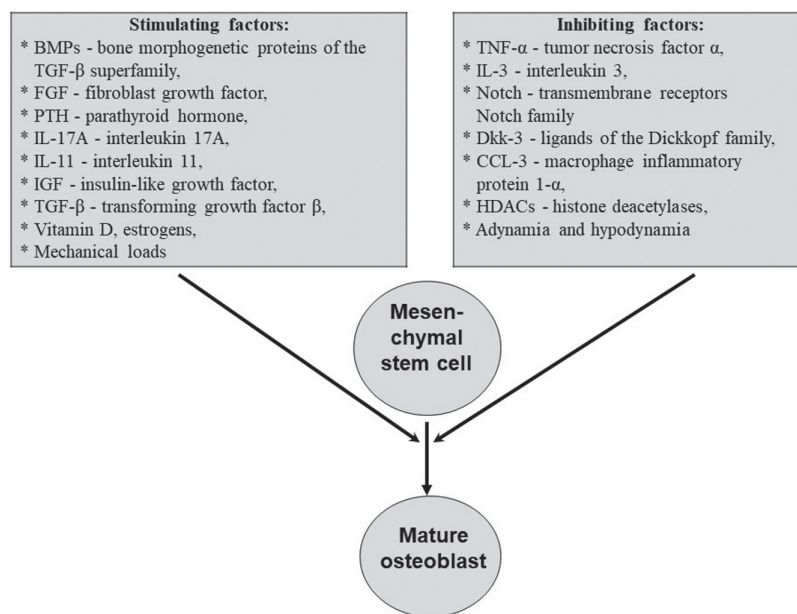 Stimulating factors:
* BMPs - bone morphogenetic proteins of the
TGF-β superfamily,
* FGF - fibroblast growth factor,
* PTH - parathyroid hormone,
* IL-17A - interleukin 17A,
* IL-11 - interleukin 11,
* IGF - insulin-like growth factor,
* TGF-β - transforming growth factor β,
* Vitamin D, estrogens,
* Mechanical loads
Inhibiting factors:
* TNF-α - tumor necrosis factor α,
* IL-3 - interleukin 3,
* Notch - transmembrane receptors
Notch family
* Dkk-3 - ligands of the Dickkopf family,
* CCL-3 - macrophage inflammatory
protein 1-α,
* HDACs - histone deacetylases,
* Adynamia and hypodynamia
Mesen-
chymal
stem cell
Mature
osteoblast